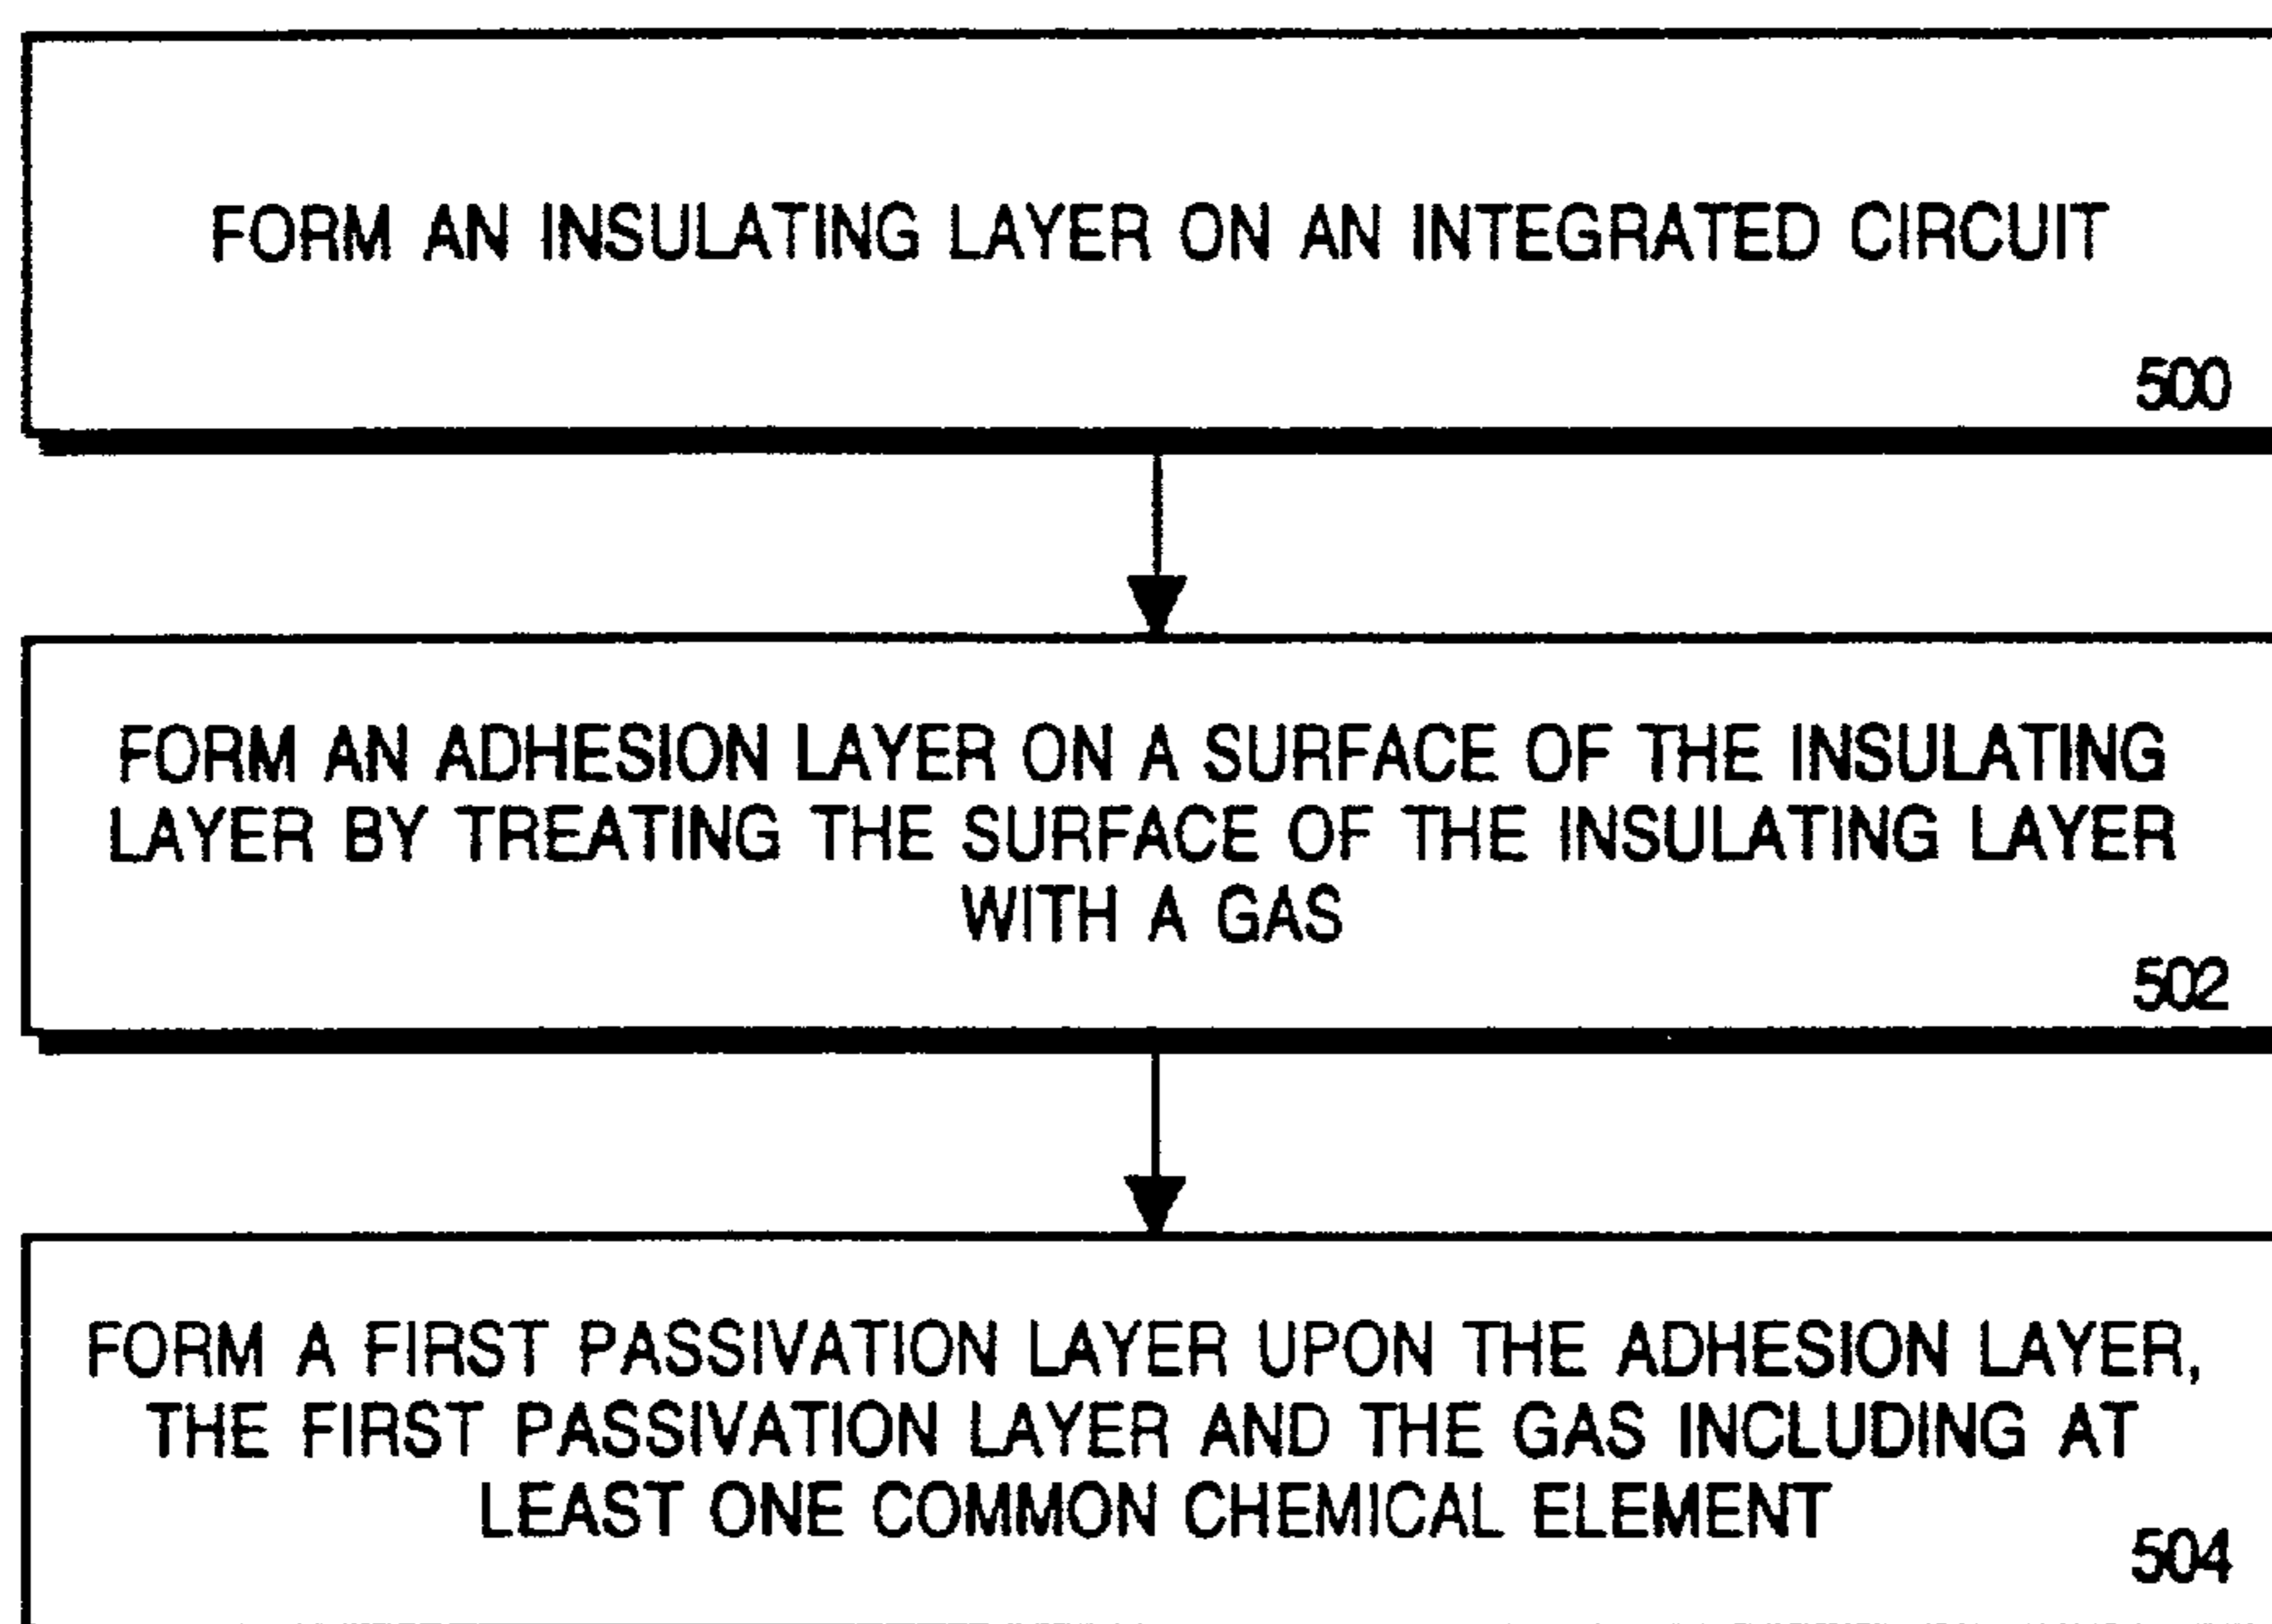 FORM AN INSULATING LAYER ON AN INTEGRATED CIRCUIT
500
FORM AN ADHESION LAYER ON A SURFACE OF THE INSULATING
LAYER BY TREATING THE SURFACE OF THE INSULATING LAYER
WITH A GAS
502
FORM A FIRST PASSIVATION LAYER UPON THE ADHESION LAYER,
THE FIRST PASSIVATION LAYER AND THE GAS INCLUDING AT
LEAST ONE COMMON CHEMICAL ELEMENT
504